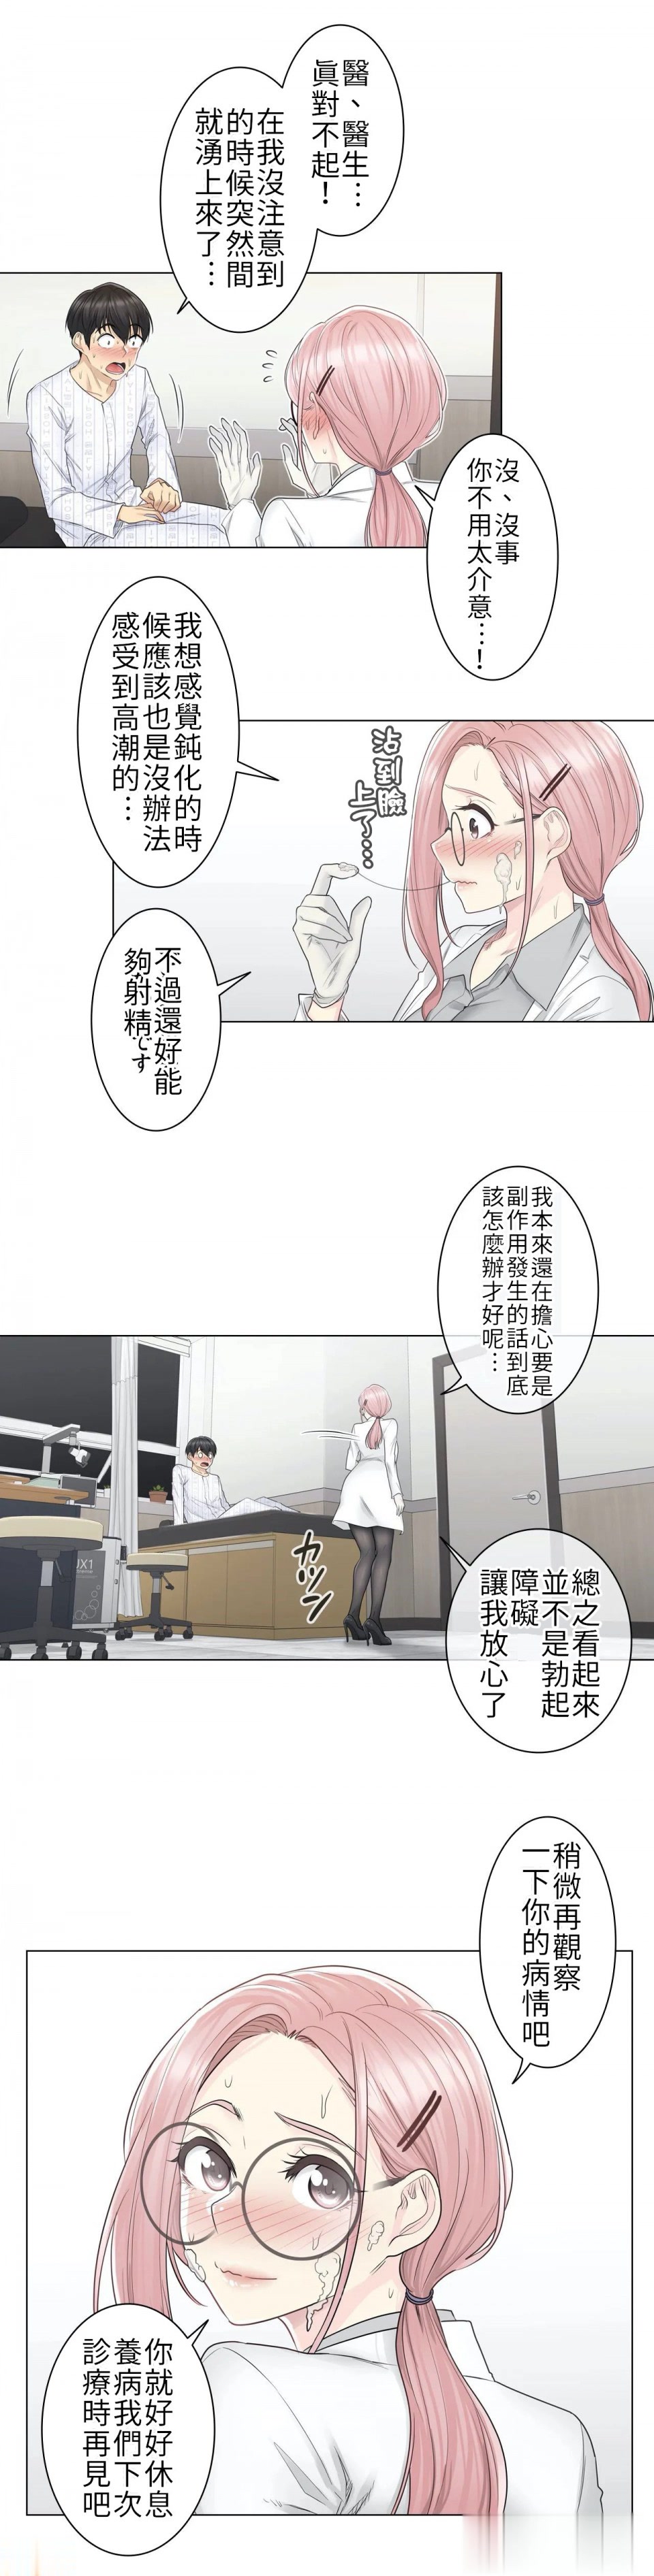 醫、醫生…
眞對不起！
在我沒注意到
的時候突然間
就湧上來了…
沒、沒事
你不用太介意…！
我想感覺鈍化的時
候應該也是沒辦法
感受到高潮的…
沾到臉
上了…
不過還好能
夠射精です
我本來還在擔心要是
副作用發生的話到底
該怎麼辦才好呢…
カツン
總之看起來
並不是勃起
障礙
讓我放心了
稍微再觀察
一下你的病情吧
你就好好休息
養病我們下次
診療時再見吧